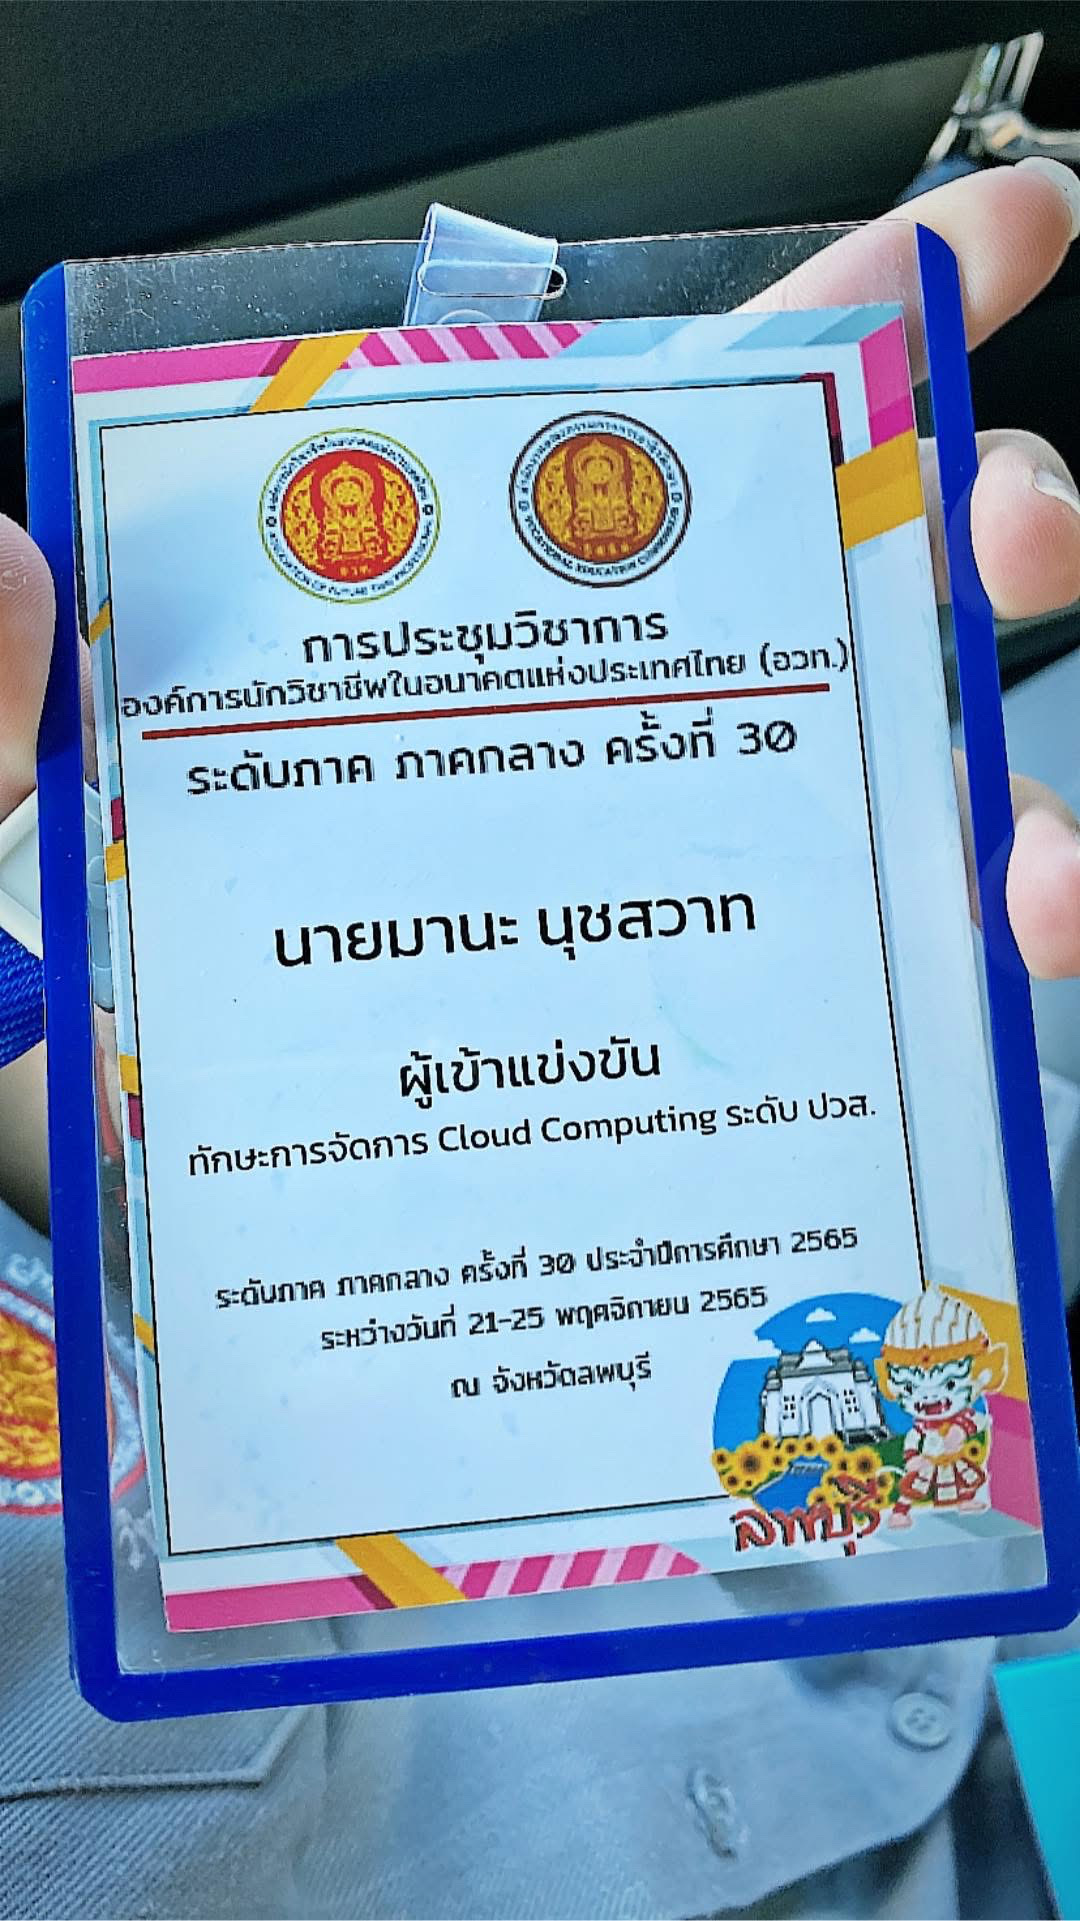 การประชุมวิชาการ
องค์การนักวิชาชีพในอนาคตแห่งประเทศไทย (อวท.)
ระดับภาค ภาคกลาง ครั้งที่ 30
นายมานะ นุชสวาท
ผู้เข้าแข่งขัน
ทักษะการจัดการ Cloud Computing ระดับ ปวส.
ระดับภาค ภาคกลาง ครั้งที่ 30 ประจำปีการศึกษา 2565
ระหว่างวันที่ 21-25 พฤศจิกายน 2565
ณ จังหวัดลพบุรี
ลพบุรี